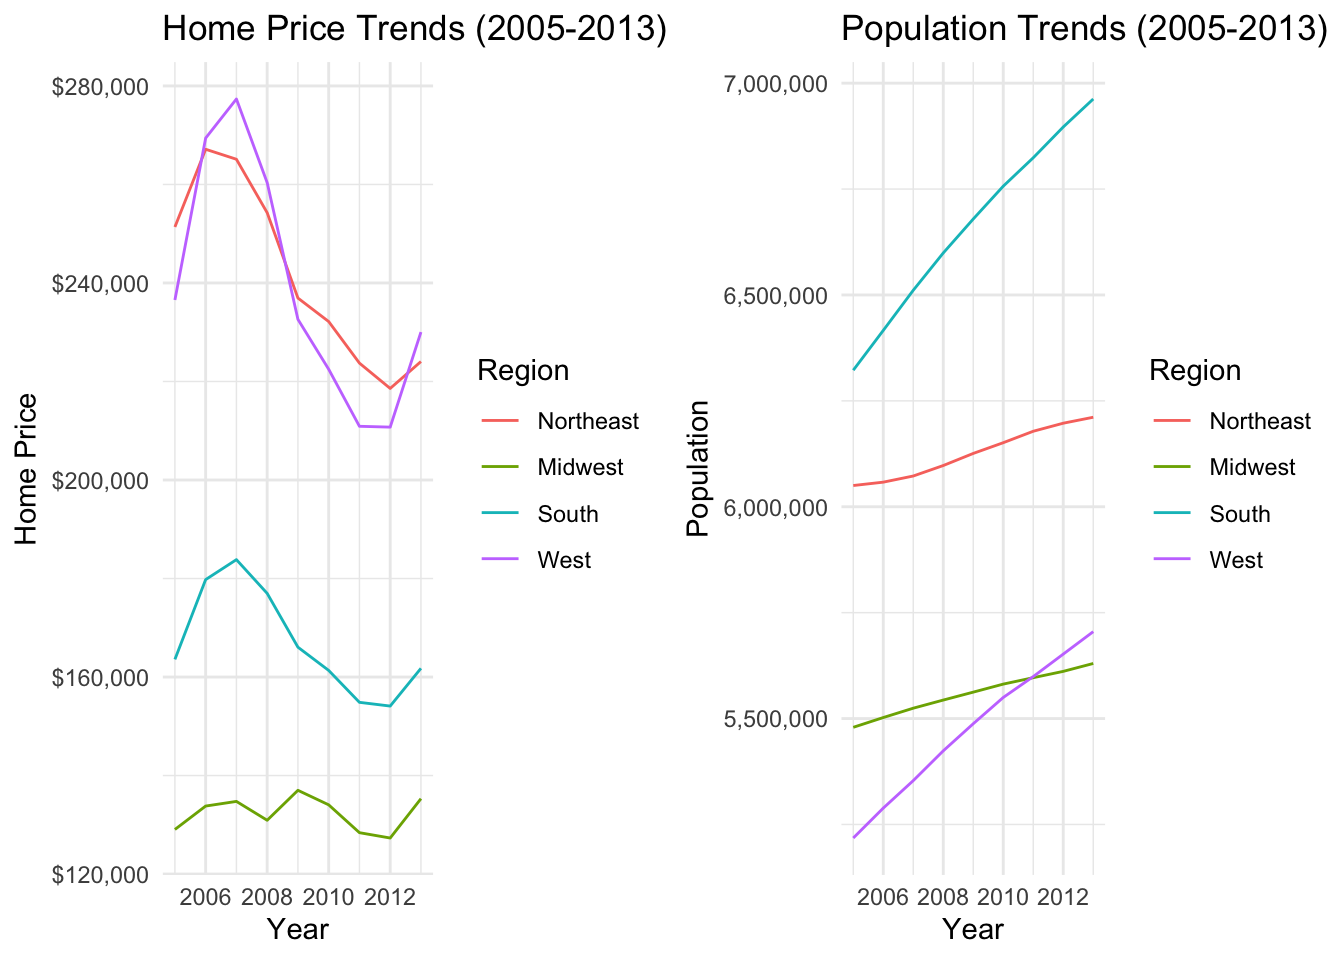 Home Price Trends (2005-2013)
$280,000
$240,000
$200,000
$160,000
$120,000
Home Price
2006 2008 2010 2012
Year
Region
Northeast
Midwest
South
West
Population Trends (2005-2013)
7,000,000
6,500,000
6,000,000
5,500,000
Population
2006 2008 2010 2012
Year
Region
Northeast
Midwest
South
West